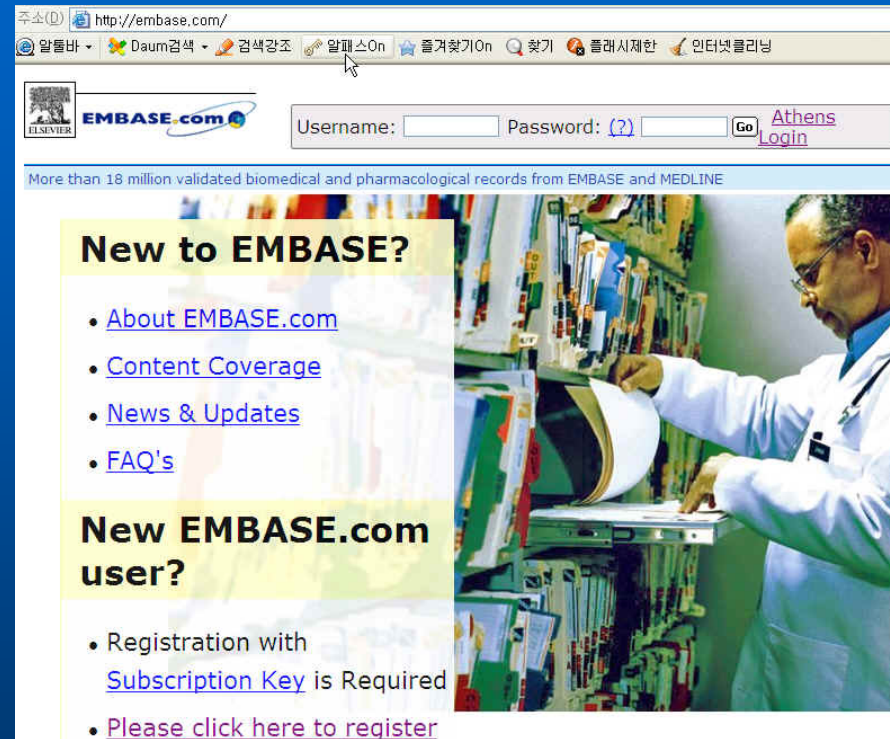 주소(D) http://embase.com/
알툴바 Daum검색 검색강조 알패스On 즐겨찾기On 찾기 플래시제한 인터넷클리닝
ELSEVIER EMBASE.com Username: Password: (?) Go Athens
Login
More than 18 million validated biomedical and pharmacological records from EMBASE and MEDLINE
New to EMBASE?
• About EMBASE.com
• Content Coverage
• News & Updates
• FAQ's
New EMBASE.com
user?
• Registration with
Subscription Key is Required
• Please click here to register